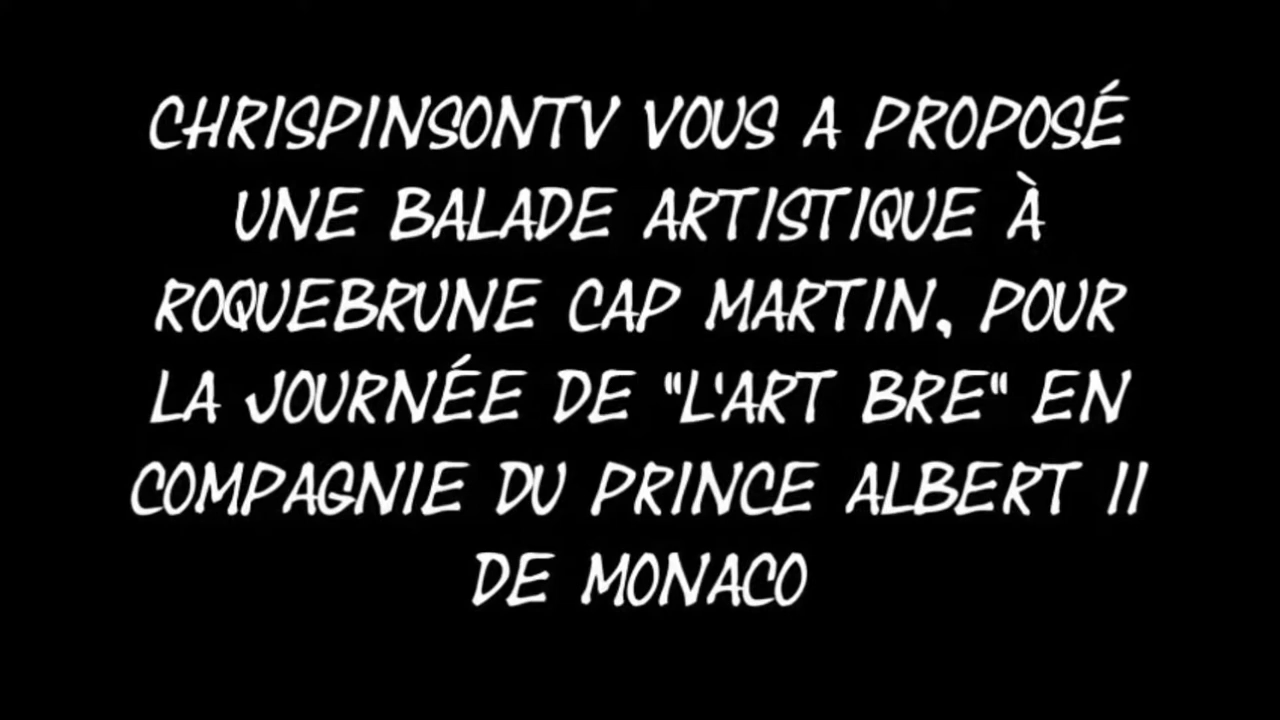 CHRISPINSONTV VOUS A PROPOSÉ
UNE BALADE ARTISTIQUE À
ROQUEBRUNE CAP MARTIN, POUR
LA JOURNÉE DE "L'ART BRE" EN
COMPAGNIE DU PRINCE ALBERT II
DE MONACO